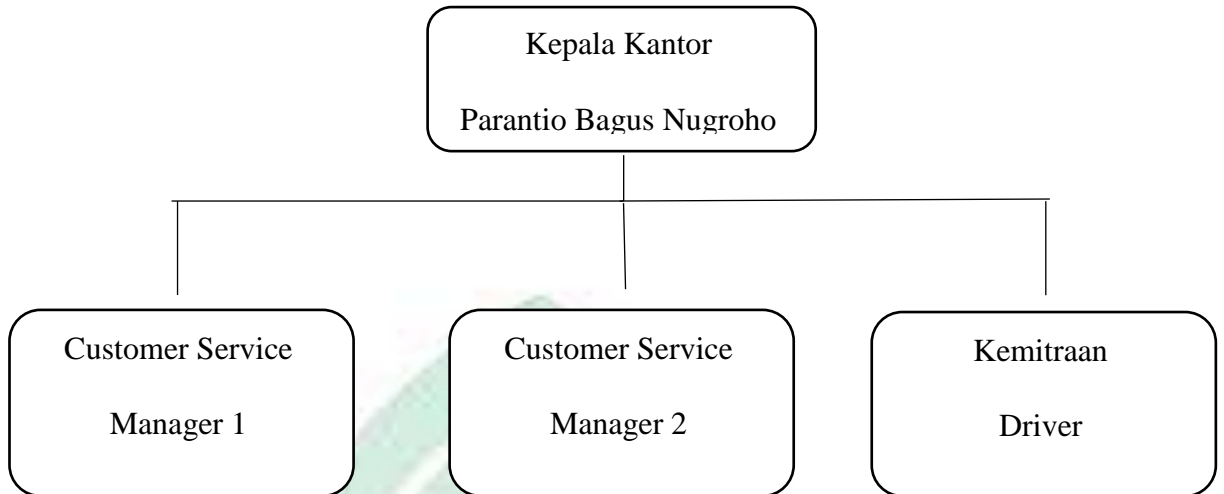 Kepala Kantor
Parantio Bagus Nugroho
Customer Service
Manager 1
Customer Service
Manager 2
Kemitraan
Driver